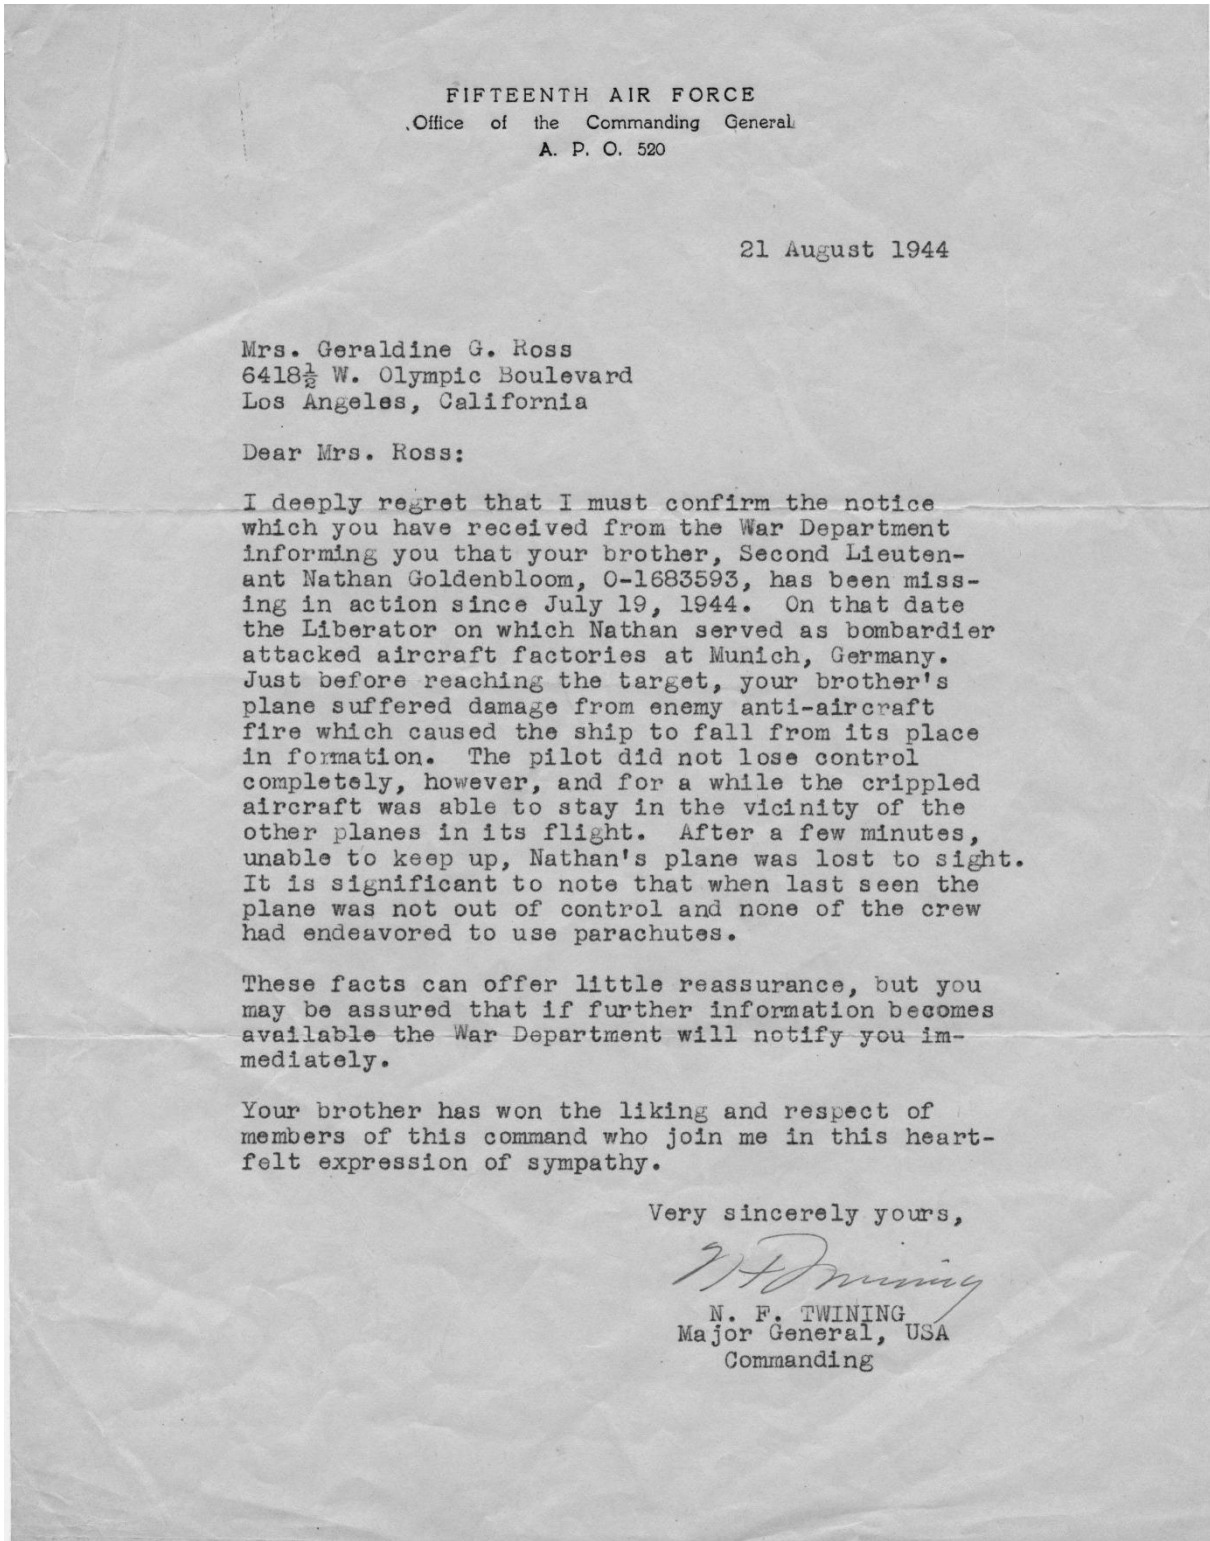 FIFTEENTH AIR FORCE
Office of the Commanding General
A. P. O. 520
21 August 1944
Mrs. Geraldine G. Ross
6418½ W. Olympic Boulevard
Los Angeles, California
Dear Mrs. Ross:
I deeply regret that I must confirm the notice
which you have received from the War Department
informing you that your brother, Second Lieuten-
ant Nathan Goldenbloom, O-1683593, has been miss-
ing in action since July 19, 1944. On that date
the Liberator on which Nathan served as bombardier
attacked aircraft factories at Munich, Germany.
Just before reaching the target, your brother's
plane suffered damage from enemy anti-aircraft
fire which caused the ship to fall from its place
in formation. The pilot did not lose control
completely, however, and for a while the crippled
aircraft was able to stay in the vicinity of the
other planes in its flight. After a few minutes,
unable to keep up, Nathan's plane was lost to sight.
It is significant to note that when last seen the
plane was not out of control and none of the crew
had endeavored to use parachutes.
These facts can offer little reassurance, but you
may be assured that if further information becomes
available the War Department will notify you im-
mediately.
Your brother has won the liking and respect of
members of this command who join me in this heart-
felt expression of sympathy.
Very sincerely yours,
N F Twining
N. F. TWINING
Major General, USA
Commanding